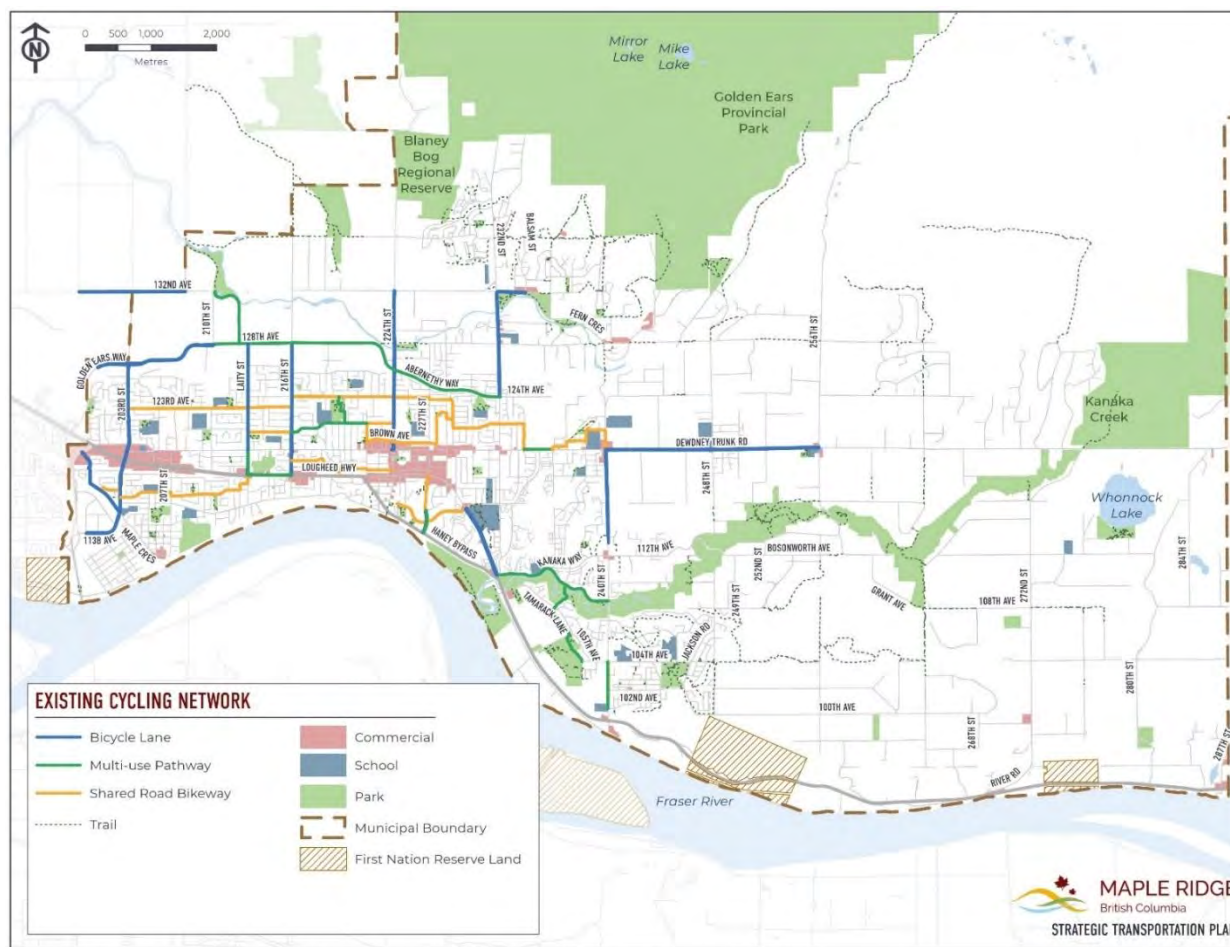 N
0 500 1,000 2,000
Metres
Mirror
Lake
Mike
Lake
Golden Ears
Provincial
Park
Blaney
Bog
Regional
Reserve
232ND ST
BALSAM ST
132ND AVE
210TH ST
224TH ST
FERN CRES
256TH ST
128TH AVE
GOLDEN EARS WAY
LAITY ST
216TH ST
ABERNETHY WAY
124TH AVE
203RD ST
123RD AVE
227TH ST
Kanaka
Creek
BROWN AVE
DEWDNEY TRUNK RD
LOUGHEED HWY
207TH ST
248TH ST
Whonnock
Lake
113B AVE
MAPLE CRES
HANEY BYPASS
112TH AVE
BOSONWORTH AVE
284TH ST
KANAKA WAY
240TH ST
252ND ST
249TH ST
GRANT AVE
108TH AVE
272ND ST
TAMARACK LANE
105TH AVE
104TH AVE
JACKSON RD
102ND AVE
100TH AVE
280TH ST
268TH ST
287TH ST
RIVER RD
Fraser River
EXISTING CYCLING NETWORK
Bicycle Lane
Multi-use Pathway
Shared Road Bikeway
Trail
Commercial
School
Park
Municipal Boundary
First Nation Reserve Land
MAPLE RIDGE
British Columbia
STRATEGIC TRANSPORTATION PLA